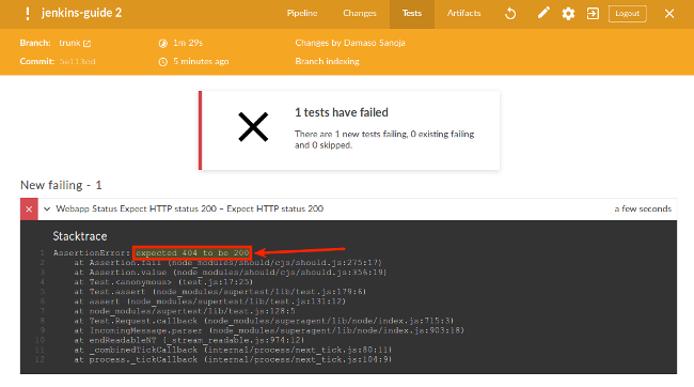 ! jenkins-guide 2
Pipeline Changes Tests Artifacts Logout
Branch: trunk 1m 29s Changes by Damaso Sanoja
Commit: 5e113ed 5 minutes ago Branch indexing
1 tests have failed
There are 1 new tests failing, 0 existing failing
and 0 skipped.
New failing - 1
Webapp Status Expect HTTP status 200 – Expect HTTP status 200 a few seconds
Stacktrace
1 AssertionError: expected 404 to be 200
2 at Assertion.fail (node_modules/should/cjs/should.js:275:17)
3 at Assertion.value (node_modules/should/cjs/should.js:356:19)
4 at Test.<anonymous> (test.js:17:25)
5 at Test.assert (node_modules/supertest/lib/test.js:179:6)
6 at assert (node_modules/supertest/lib/test.js:131:12)
7 at node_modules/supertest/lib/test.js:128:5
8 at Test.Request.callback (node_modules/superagent/lib/node/index.js:715:3)
9 at IncomingMessage.parser (node_modules/superagent/lib/node/index.js:903:18)
10 at endReadableNT (_stream_readable.js:974:12)
11 at _combinedTickCallback (internal/process/next_tick.js:80:11)
12 at process._tickCallback (internal/process/next_tick.js:104:9)